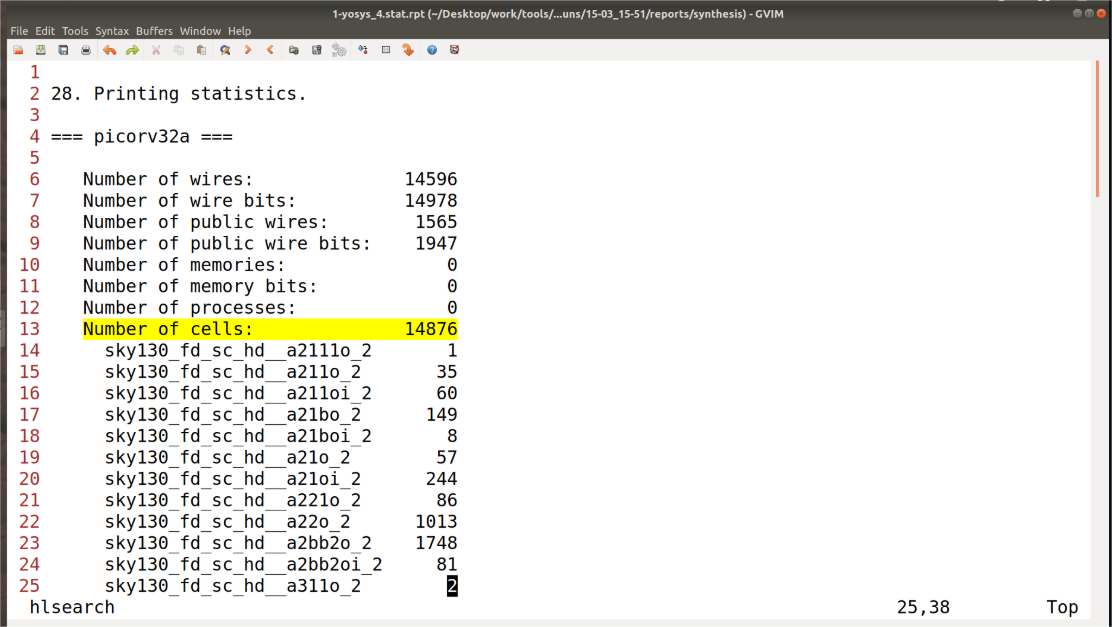 1-yosys_4.stat.rpt (~/Desktop/work/tools/...uns/15-03_15-51/reports/synthesis) - GVIM
File Edit Tools Syntax Buffers Window Help
1
2 28. Printing statistics.
3
4 === picorv32a ===
5
6 Number of wires: 14596
7 Number of wire bits: 14978
8 Number of public wires: 1565
9 Number of public wire bits: 1947
10 Number of memories: 0
11 Number of memory bits: 0
12 Number of processes: 0
13 Number of cells: 14876
14 sky130_fd_sc_hd__a2111o_2 1
15 sky130_fd_sc_hd__a211o_2 35
16 sky130_fd_sc_hd__a211oi_2 60
17 sky130_fd_sc_hd__a21bo_2 149
18 sky130_fd_sc_hd__a21boi_2 8
19 sky130_fd_sc_hd__a21o_2 57
20 sky130_fd_sc_hd__a21oi_2 244
21 sky130_fd_sc_hd__a221o_2 86
22 sky130_fd_sc_hd__a22o_2 1013
23 sky130_fd_sc_hd__a2bb2o_2 1748
24 sky130_fd_sc_hd__a2bb2oi_2 81
25 sky130_fd_sc_hd__a311o_2 2
hlsearch 25,38 Top